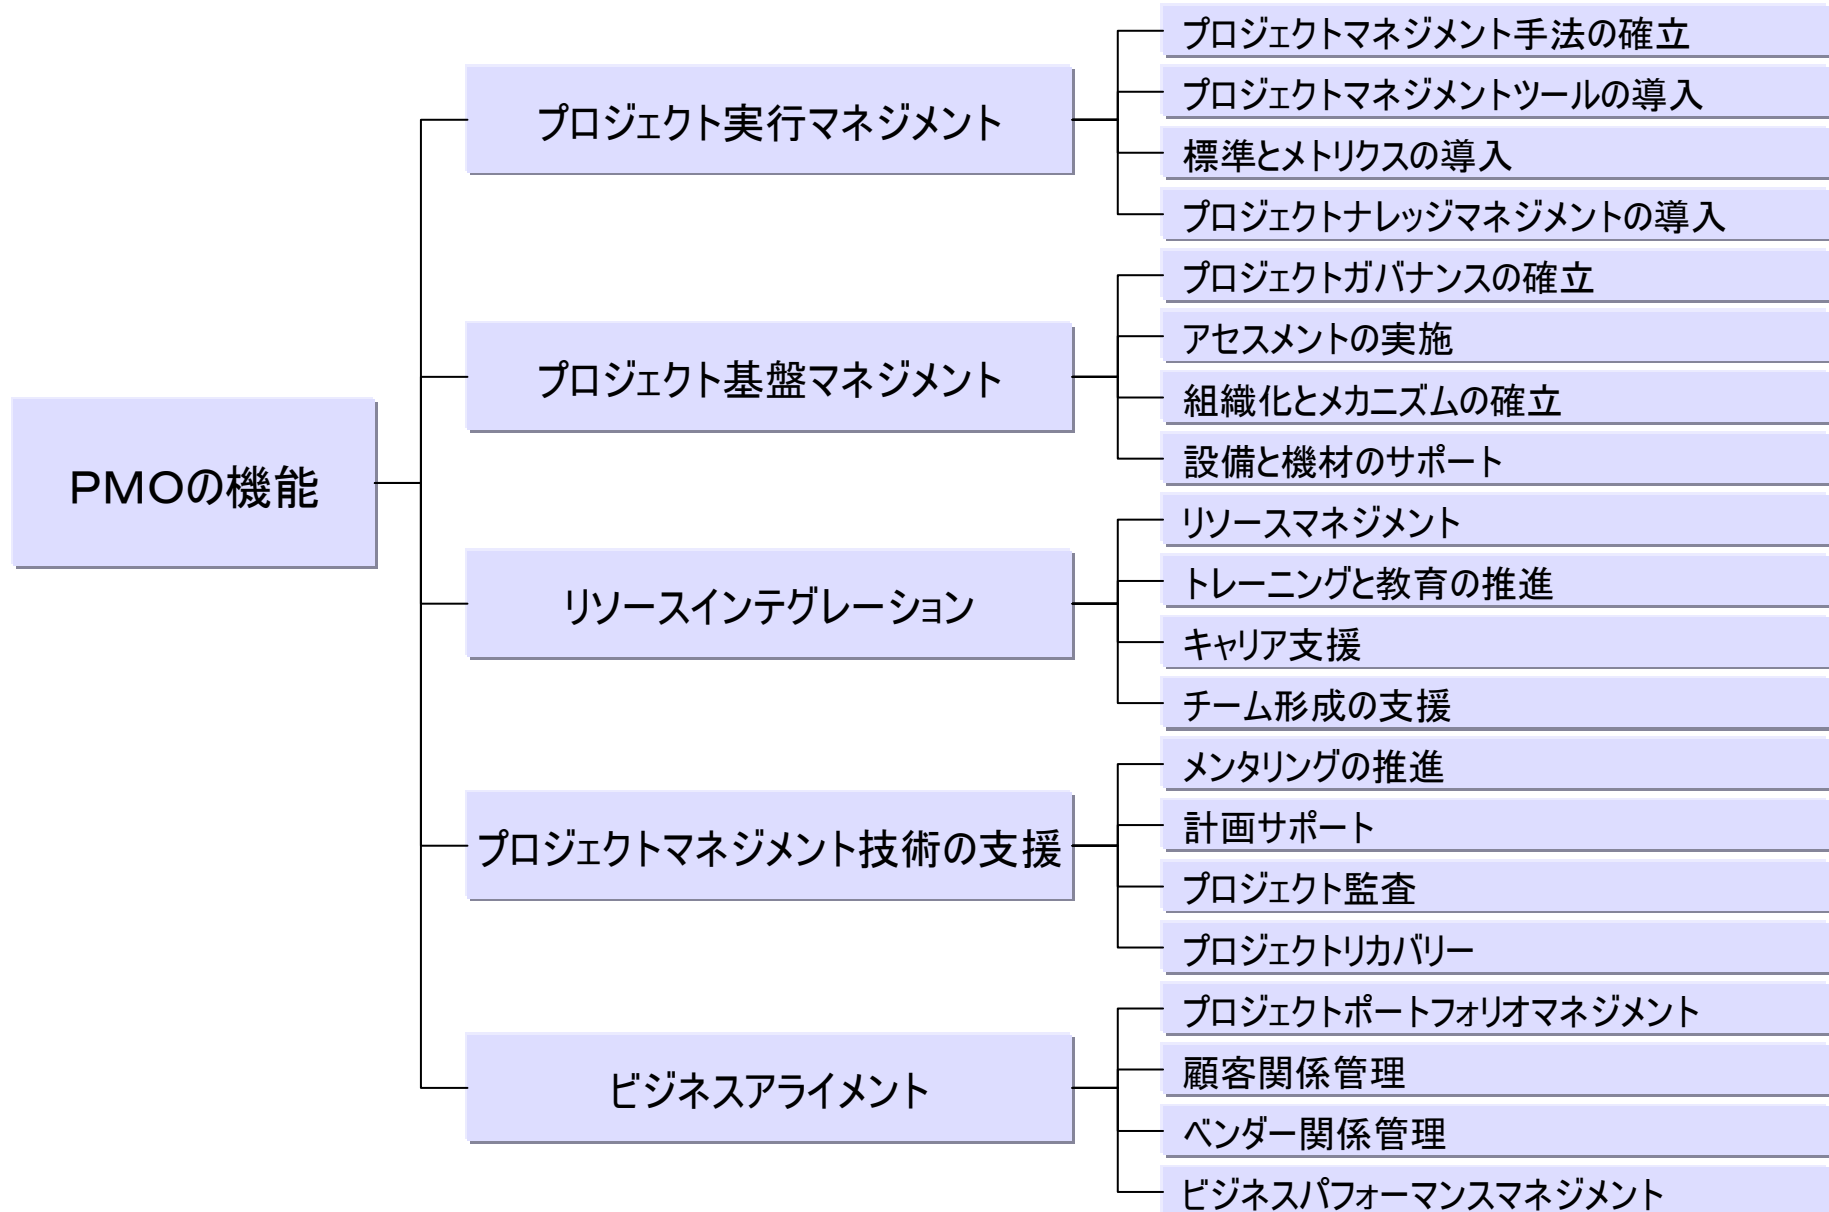 PMOの機能
プロジェクト実行マネジメント
プロジェクトマネジメント手法の確立
プロジェクトマネジメントツールの導入
標準とメトリクスの導入
プロジェクトナレッジマネジメントの導入
プロジェクト基盤マネジメント
プロジェクトガバナンスの確立
アセスメントの実施
組織化とメカニズムの確立
設備と機材のサポート
リソースインテグレーション
リソースマネジメント
トレーニングと教育の推進
キャリア支援
チーム形成の支援
プロジェクトマネジメント技術の支援
メンタリングの推進
計画サポート
プロジェクト監査
プロジェクトリカバリー
ビジネスアライメント
プロジェクトポートフォリオマネジメント
顧客関係管理
ベンダー関係管理
ビジネスパフォーマンスマネジメント